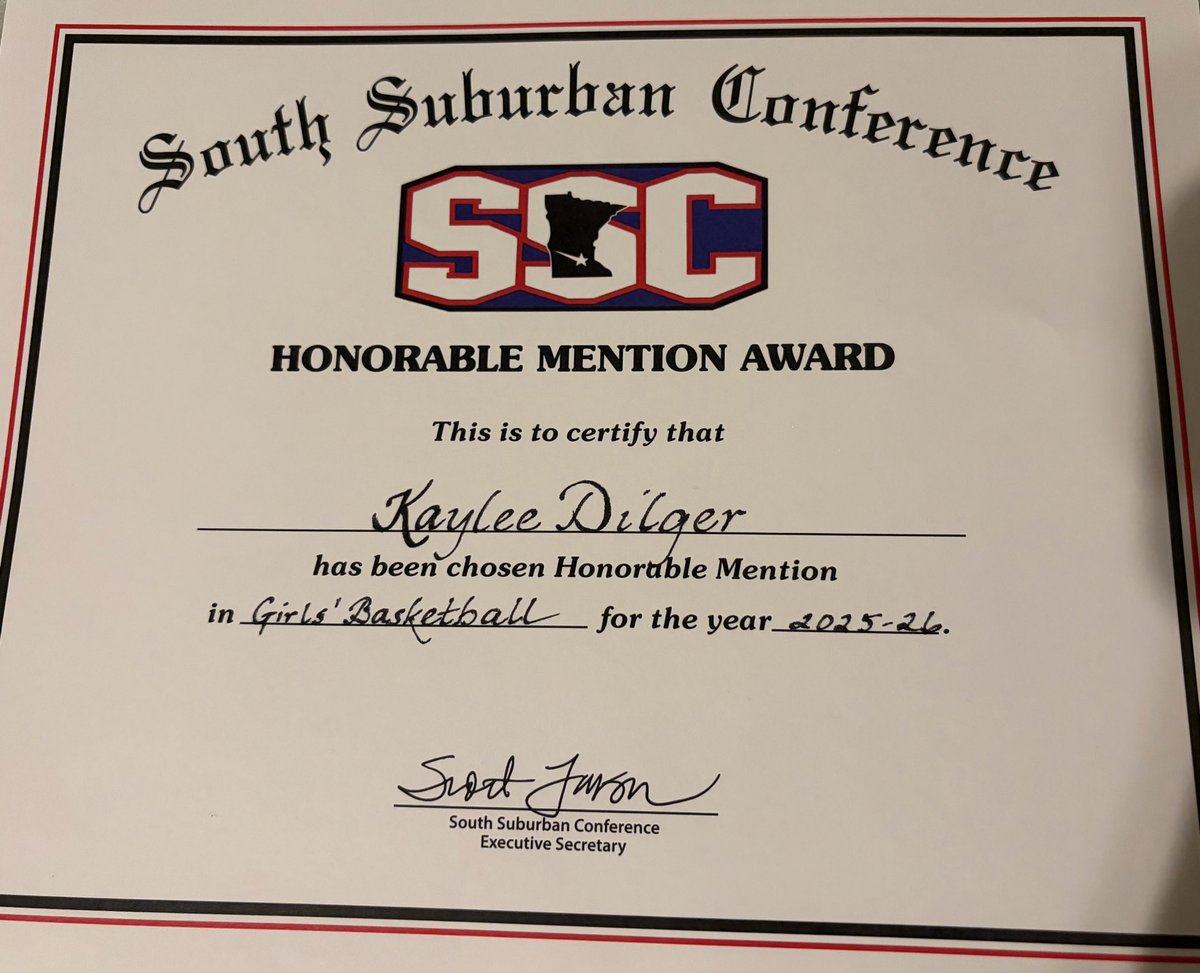 South Suburban Conference
SSC
HONORABLE MENTION AWARD
This is to certify that
Kaylee Dilger
has been chosen Honorable Mention
in Girls' Basketball for the year 2025-26.
South Suburban Conference
Executive Secretary